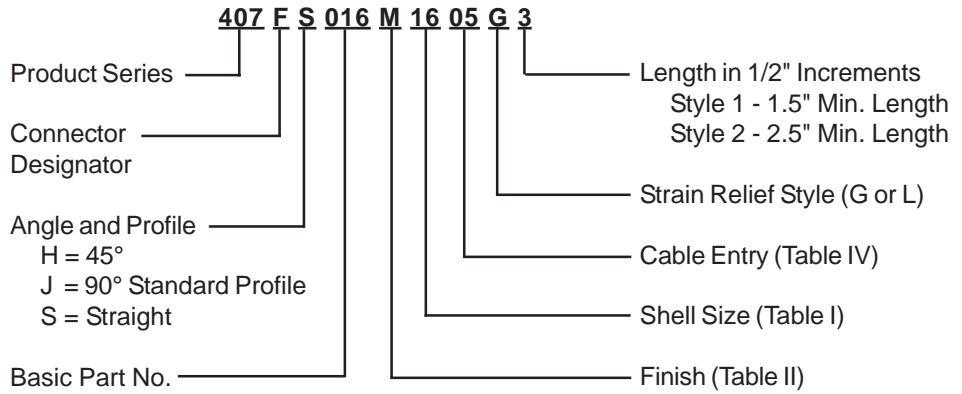 407 F S 016 M 16 05 G 3
Product Series
Connector
Designator
Angle and Profile
H = 45°
J = 90° Standard Profile
S = Straight
Basic Part No.
Length in 1/2" Increments
Style 1 - 1.5" Min. Length
Style 2 - 2.5" Min. Length
Strain Relief Style (G or L)
Cable Entry (Table IV)
Shell Size (Table I)
Finish (Table II)